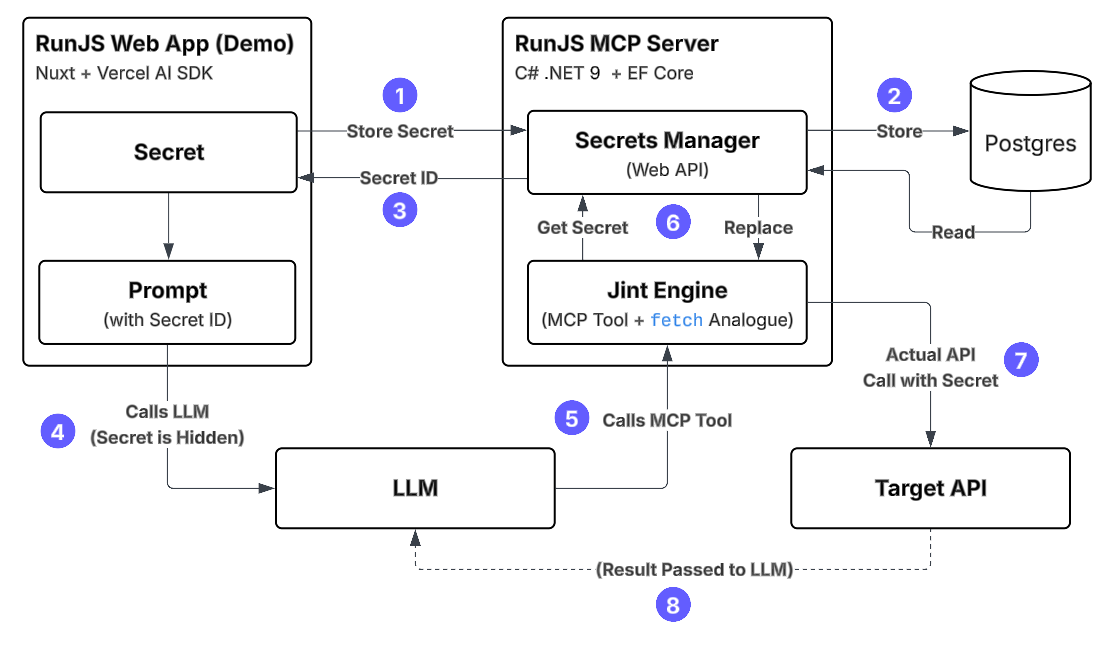 RunJS Web App (Demo)
Nuxt + Vercel AI SDK
RunJS MCP Server
C# .NET 9 + EF Core
1
Store Secret
2
Store
Secret
Secrets Manager
(Web API)
Postgres
Secret ID
3
Get Secret
6
Replace
Read
Prompt
(with Secret ID)
Jint Engine
(MCP Tool + fetch Analogue)
Actual API
Call with Secret
7
4
Calls LLM
(Secret is Hidden)
5
Calls MCP Tool
LLM
Target API
(Result Passed to LLM)
8